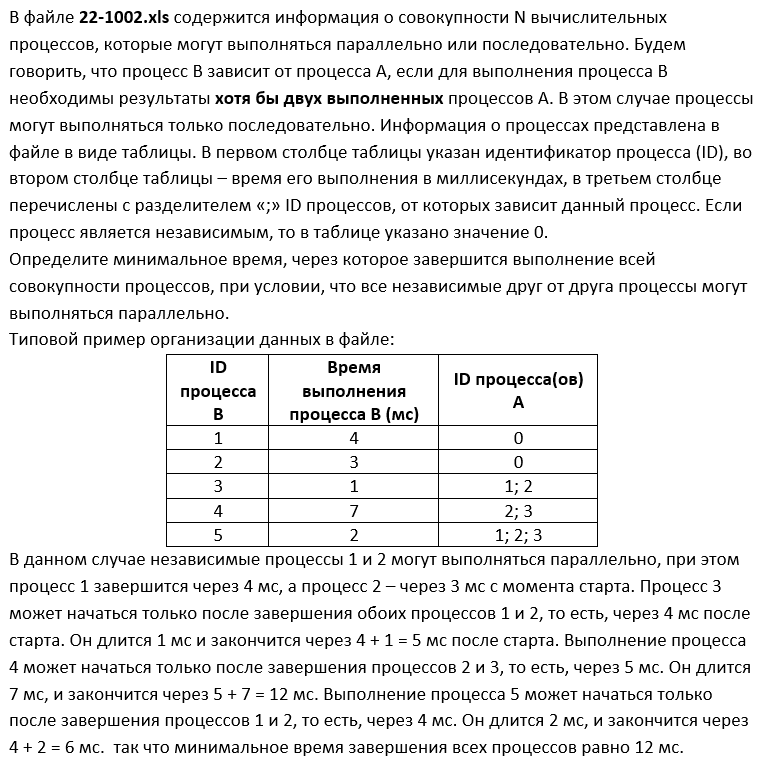 В файле 22-1002.xls содержится информация о совокупности N вычислительных
процессов, которые могут выполняться параллельно или последовательно. Будем
говорить, что процесс B зависит от процесса A, если для выполнения процесса B
необходимы результаты хотя бы двух выполненных процессов A. В этом случае процессы
могут выполняться только последовательно. Информация о процессах представлена в
файле в виде таблицы. В первом столбце таблицы указан идентификатор процесса (ID), во
втором столбце таблицы – время его выполнения в миллисекундах, в третьем столбце
перечислены с разделителем «;» ID процессов, от которых зависит данный процесс. Если
процесс является независимым, то в таблице указано значение 0.
Определите минимальное время, через которое завершится выполнение всей
совокупности процессов, при условии, что все независимые друг от друга процессы могут
выполняться параллельно.
Типовой пример организации данных в файле:
ID процесса B | Время выполнения процесса B (мс) | ID процесса(ов) A
1 | 4 | 0
2 | 3 | 0
3 | 1 | 1; 2
4 | 7 | 2; 3
5 | 2 | 1; 2; 3
В данном случае независимые процессы 1 и 2 могут выполняться параллельно, при этом
процесс 1 завершится через 4 мс, а процесс 2 – через 3 мс с момента старта. Процесс 3
может начаться только после завершения обоих процессов 1 и 2, то есть, через 4 мс после
старта. Он длится 1 мс и закончится через 4 + 1 = 5 мс после старта. Выполнение процесса
4 может начаться только после завершения процессов 2 и 3, то есть, через 5 мс. Он длится
7 мс, и закончится через 5 + 7 = 12 мс. Выполнение процесса 5 может начаться только
после завершения процессов 1 и 2, то есть, через 4 мс. Он длится 2 мс, и закончится через
4 + 2 = 6 мс. так что минимальное время завершения всех процессов равно 12 мс.